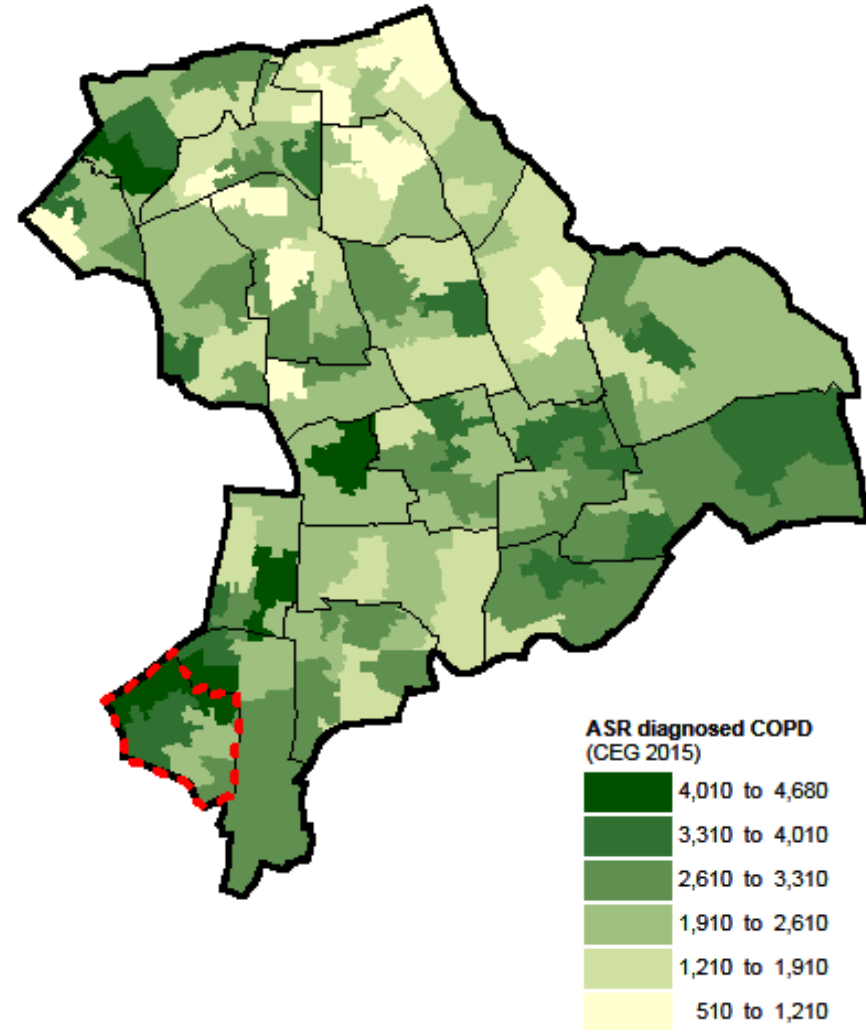 ASR diagnosed COPD
(CEG 2015)
4,010 to 4,680
3,310 to 4,010
2,610 to 3,310
1,910 to 2,610
1,210 to 1,910
510 to 1,210